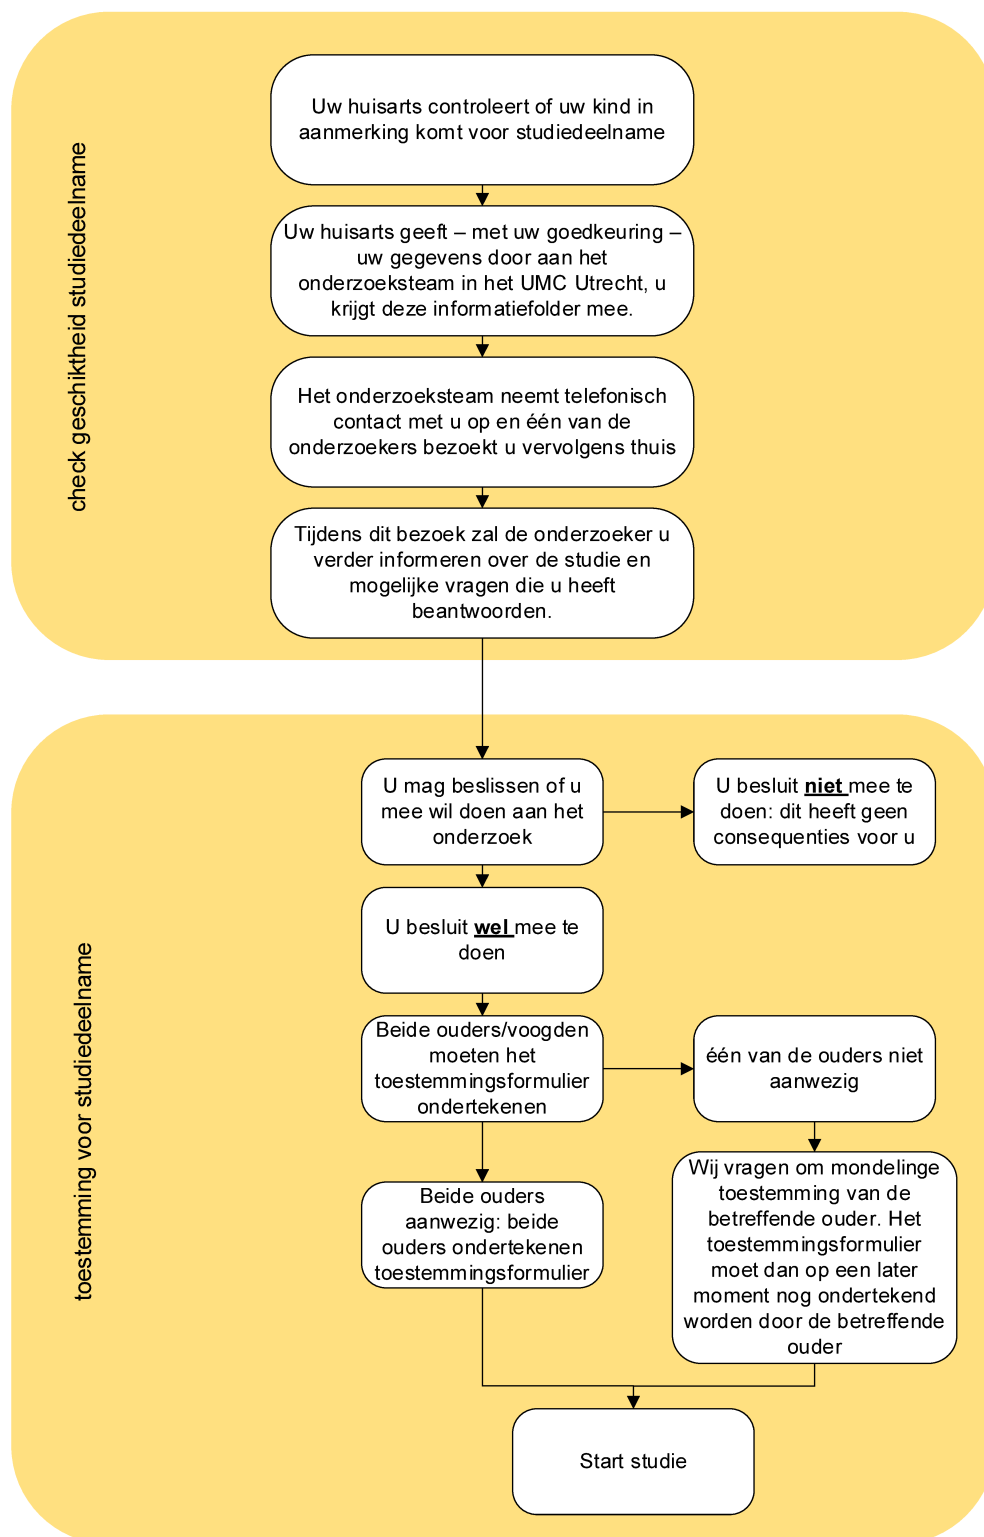 check geschiktheid studiedeelname
Uw huisarts controleert of uw kind in
aanmerking komt voor studiedeelname
Uw huisarts geeft – met uw goedkeuring –
uw gegevens door aan het
onderzoeksteam in het UMC Utrecht, u
krijgt deze informatiefolder mee.
Het onderzoeksteam neemt telefonisch
contact met u op en één van de
onderzoekers bezoekt u vervolgens thuis
Tijdens dit bezoek zal de onderzoeker u
verder informeren over de studie en
mogelijke vragen die u heeft
beantwoorden.
toestemming voor studiedeelname
U mag beslissen of u
mee wil doen aan het
onderzoek
U besluit niet mee te
doen: dit heeft geen
consequenties voor u
U besluit wel mee te
doen
Beide ouders/voogden
moeten het
toestemmingsformulier
ondertekenen
één van de ouders niet
aanwezig
Beide ouders
aanwezig: beide
ouders ondertekenen
toestemmingsformulier
Wij vragen om mondelinge
toestemming van de
betreffende ouder. Het
toestemmingsformulier
moet dan op een later
moment nog ondertekend
worden door de betreffende
ouder
Start studie